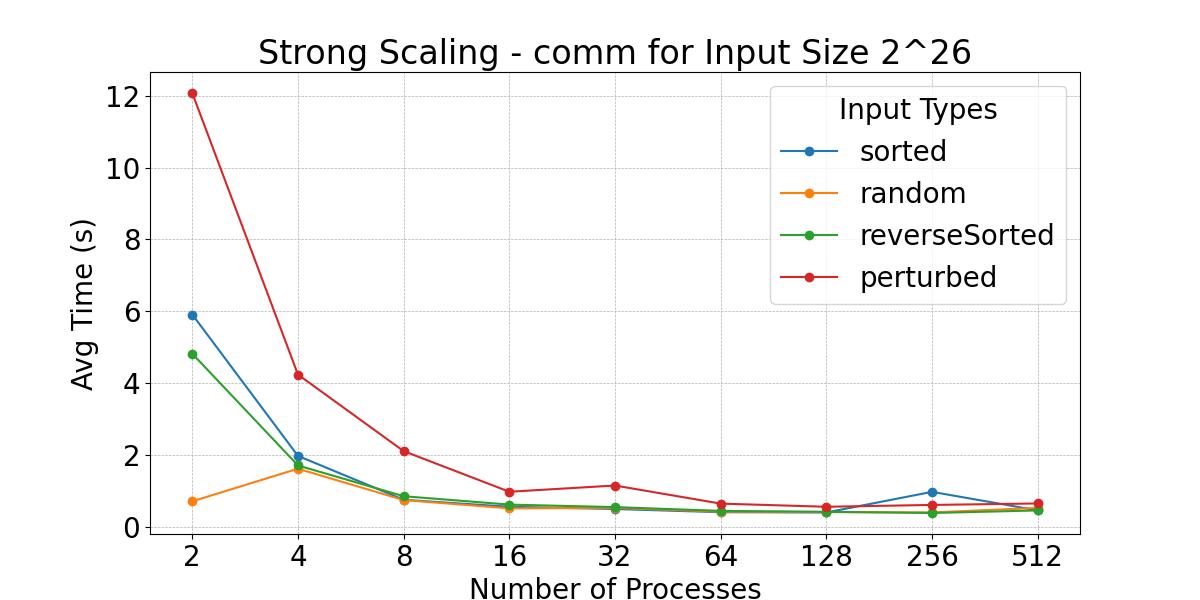 Strong Scaling - comm for Input Size 2^26
Avg Time (s)
12
10
8
6
4
2
0
Input Types
sorted
random
reverseSorted
perturbed
2 4 8 16 32 64 128 256 512
Number of Processes